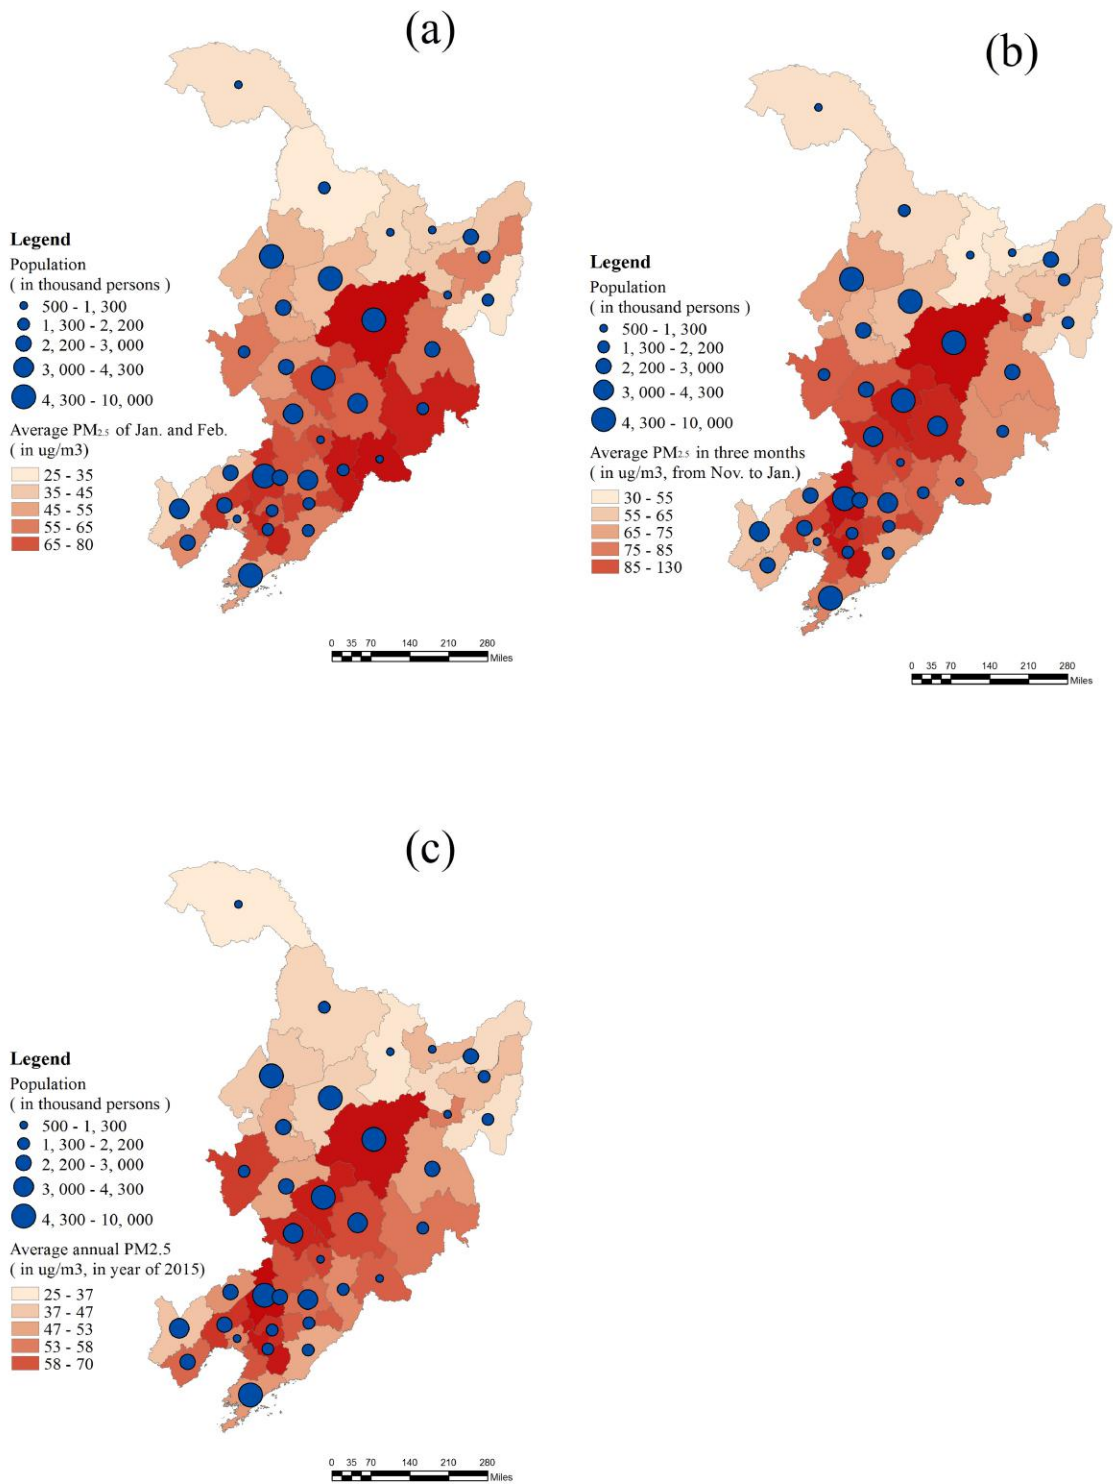 (a)
Legend
Population
( in thousand persons )
500 - 1, 300
1, 300 - 2, 200
2, 200 - 3, 000
3, 000 - 4, 300
4, 300 - 10, 000
Average PM2.5 of Jan. and Feb.
( in ug/m3)
25 - 35
35 - 45
45 - 55
55 - 65
65 - 80
0 35 70 140 210 280
Miles
(b)
Legend
Population
( in thousand persons )
500 - 1, 300
1, 300 - 2, 200
2, 200 - 3, 000
3, 000 - 4, 300
4, 300 - 10, 000
Average PM2.5 in three months
( in ug/m3, from Nov. to Jan.)
30 - 55
55 - 65
65 - 75
75 - 85
85 - 130
0 35 70 140 210 280
Miles
(c)
Legend
Population
( in thousand persons )
500 - 1, 300
1, 300 - 2, 200
2, 200 - 3, 000
3, 000 - 4, 300
4, 300 - 10, 000
Average annual PM2.5
( in ug/m3, in year of 2015)
25 - 37
37 - 47
47 - 53
53 - 58
58 - 70
0 35 70 140 210 280
Miles